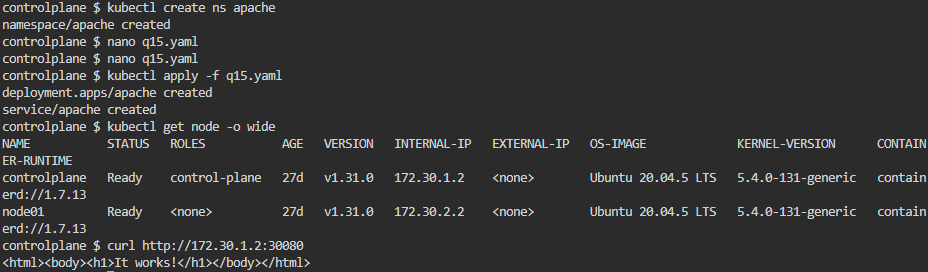 controlplane $ kubectl create ns apache
namespace/apache created
controlplane $ nano q15.yaml
controlplane $ nano q15.yaml
controlplane $ kubectl apply -f q15.yaml
deployment.apps/apache created
service/apache created
controlplane $ kubectl get node -o wide
NAME STATUS ROLES AGE VERSION INTERNAL-IP EXTERNAL-IP OS-IMAGE KERNEL-VERSION CONTAIN
ER-RUNTIME
controlplane Ready control-plane 27d v1.31.0 172.30.1.2 <none> Ubuntu 20.04.5 LTS 5.4.0-131-generic contain
erd://1.7.13
node01 Ready <none> 27d v1.31.0 172.30.2.2 <none> Ubuntu 20.04.5 LTS 5.4.0-131-generic contain
erd://1.7.13
controlplane $ curl http://172.30.1.2:30080
<html><body><h1>It works!</h1></body></html>